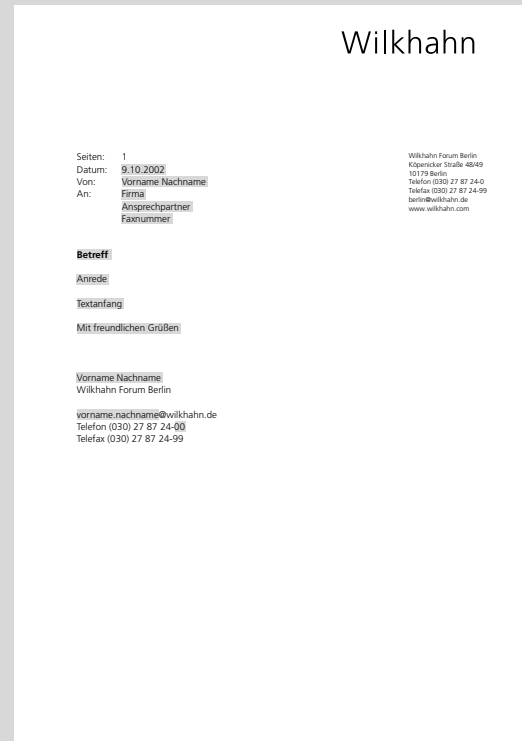 Wilkhahn
Seiten: 1
Datum: 9.10.2002
Von: Vorname Nachname
An: Firma
Ansprechpartner
Faxnummer
Wilkhahn Forum Berlin
Köpenicker Straße 48/49
10179 Berlin
Telefon (030) 27 87 24-0
Telefax (030) 27 87 24-99
berlin@wilkhahn.de
www.wilkhahn.com
Betreff
Anrede
Textanfang
Mit freundlichen Grüßen
Vorname Nachname
Wilkhahn Forum Berlin
vorname.nachname@wilkhahn.de
Telefon (030) 27 87 24-00
Telefax (030) 27 87 24-99